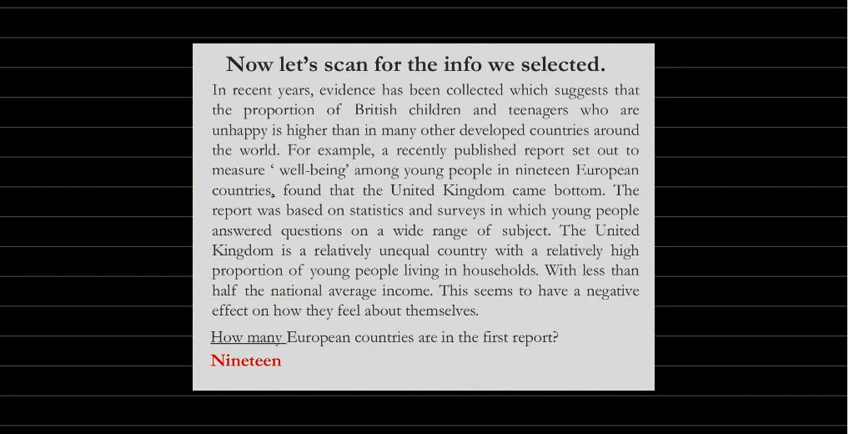 Now let's scan for the info we selected.
In recent years, evidence has been collected which suggests that
the proportion of British children and teenagers who are
unhappy is higher than in many other developed countries around
the world. For example, a recently published report set out to
measure ‘ well-being’ among young people in nineteen European
countries, found that the United Kingdom came bottom. The
report was based on statistics and surveys in which young people
answered questions on a wide range of subject. The United
Kingdom is a relatively unequal country with a relatively high
proportion of young people living in households. With less than
half the national average income. This seems to have a negative
effect on how they feel about themselves.
How many European countries are in the first report?
Nineteen